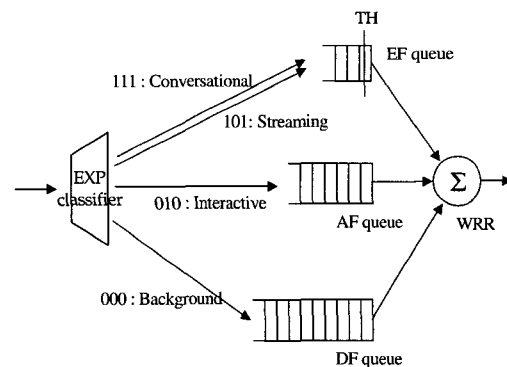 TH
EF queue
111 : Conversational
101: Streaming
EXP
classifier
010 : Interactive
Σ
AF queue
WRR
000 : Background
DF queue